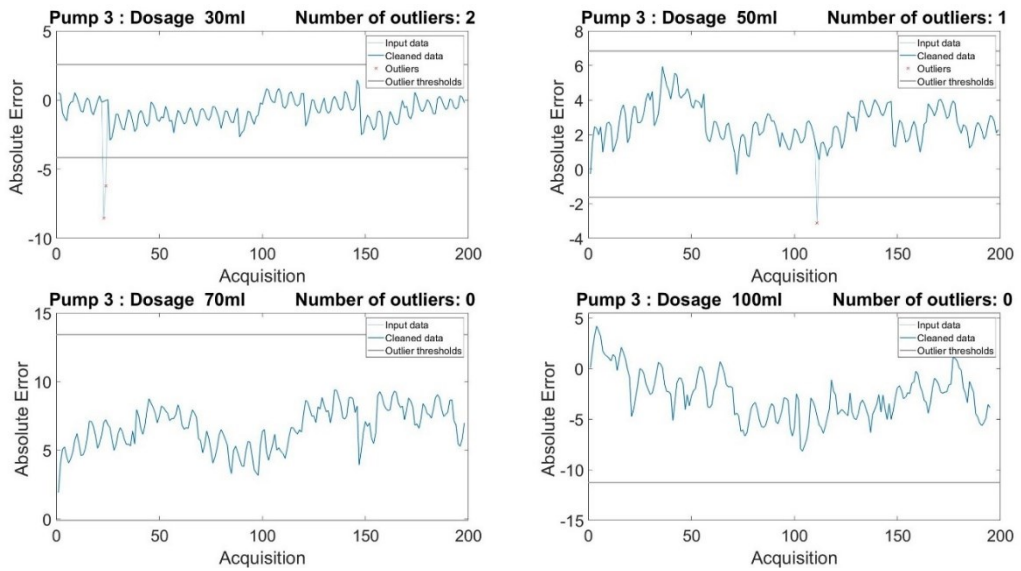 Pump 3 : Dosage 30ml Number of outliers: 2
5
0
-5
-10
Absolute Error
Input data
Cleaned data
Outliers
Outlier thresholds
0 50 100 150 200
Acquisition
Pump 3 : Dosage 50ml Number of outliers: 1
8
6
4
2
0
-2
-4
Absolute Error
Input data
Cleaned data
Outliers
Outlier thresholds
0 50 100 150 200
Acquisition
Pump 3 : Dosage 70ml Number of outliers: 0
15
10
5
0
Absolute Error
Input data
Cleaned data
Outlier thresholds
0 50 100 150 200
Acquisition
Pump 3 : Dosage 100ml Number of outliers: 0
5
0
-5
-10
-15
Absolute Error
Input data
Cleaned data
Outlier thresholds
0 50 100 150 200
Acquisition